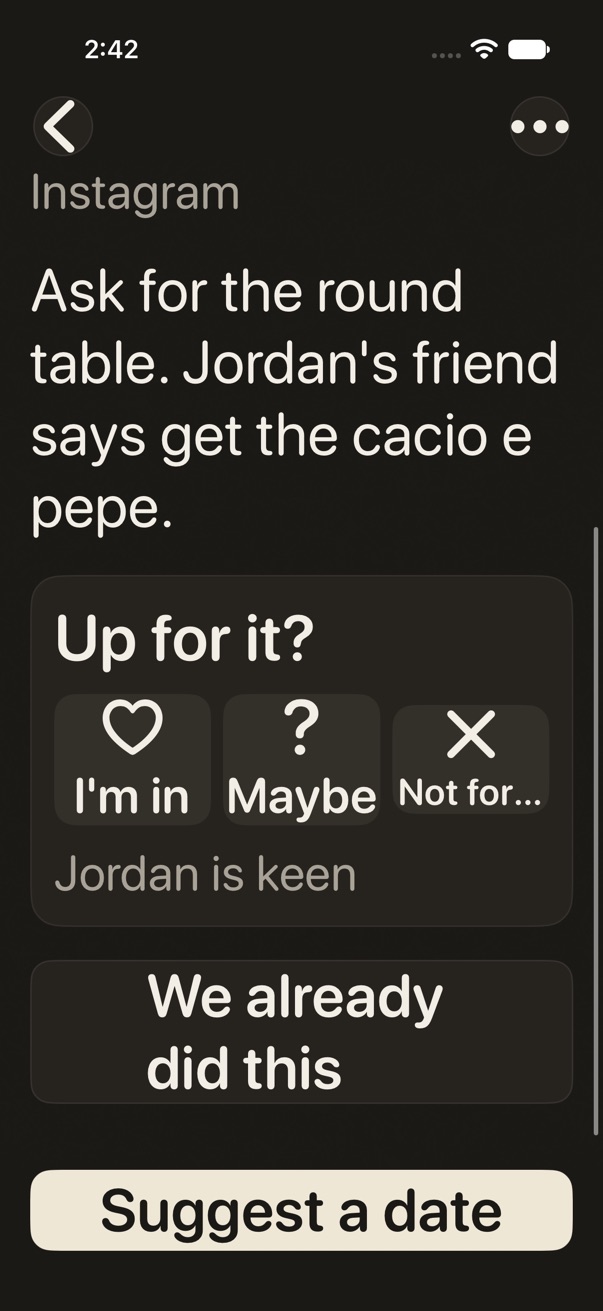 2:42
Instagram
Ask for the round
table. Jordan's friend
says get the cacio e
pepe.
Up for it?
?
I'm in
Maybe
Not for...
Jordan is keen
We already
did this
Suggest a date